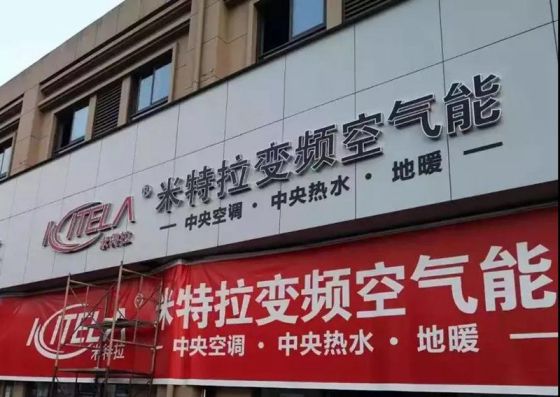 KITELA® 米特拉变频空气能
米特拉 — 中央空调 · 中央热水 · 地暖 —
KITELA 米特拉变频空气能
米特拉 — 中央空调 · 中央热水 · 地暖 —